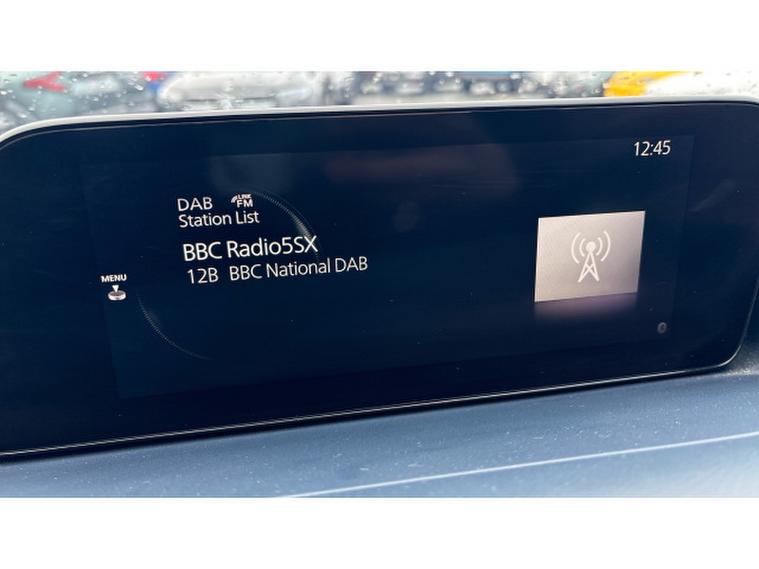 12:45
DAB LINK FM
Station List
BBC Radio5SX
12B BBC National DAB
MENU